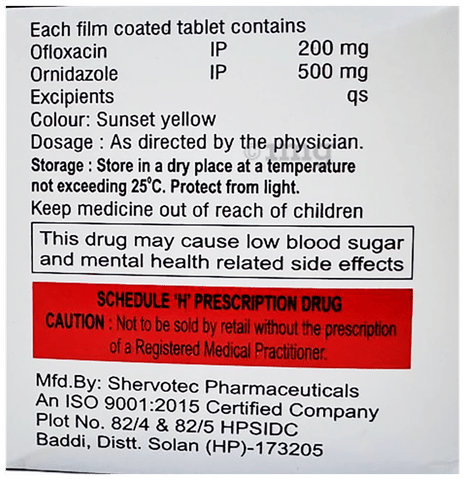 Each film coated tablet contains
Ofloxacin IP 200 mg
Ornidazole IP 500 mg
Excipients qs
Colour: Sunset yellow
Dosage : As directed by the physician.
Storage : Store in a dry place at a temperature
not exceeding 25°C. Protect from light.
Keep medicine out of reach of children
This drug may cause low blood sugar
and mental health related side effects
SCHEDULE 'H' PRESCRIPTION DRUG
CAUTION : Not to be sold by retail without the prescription
of a Registered Medical Practitioner.
Mfd.By: Shervotec Pharmaceuticals
An ISO 9001:2015 Certified Company
Plot No. 82/4 & 82/5 HPSIDC
Baddi, Distt. Solan (HP)-173205